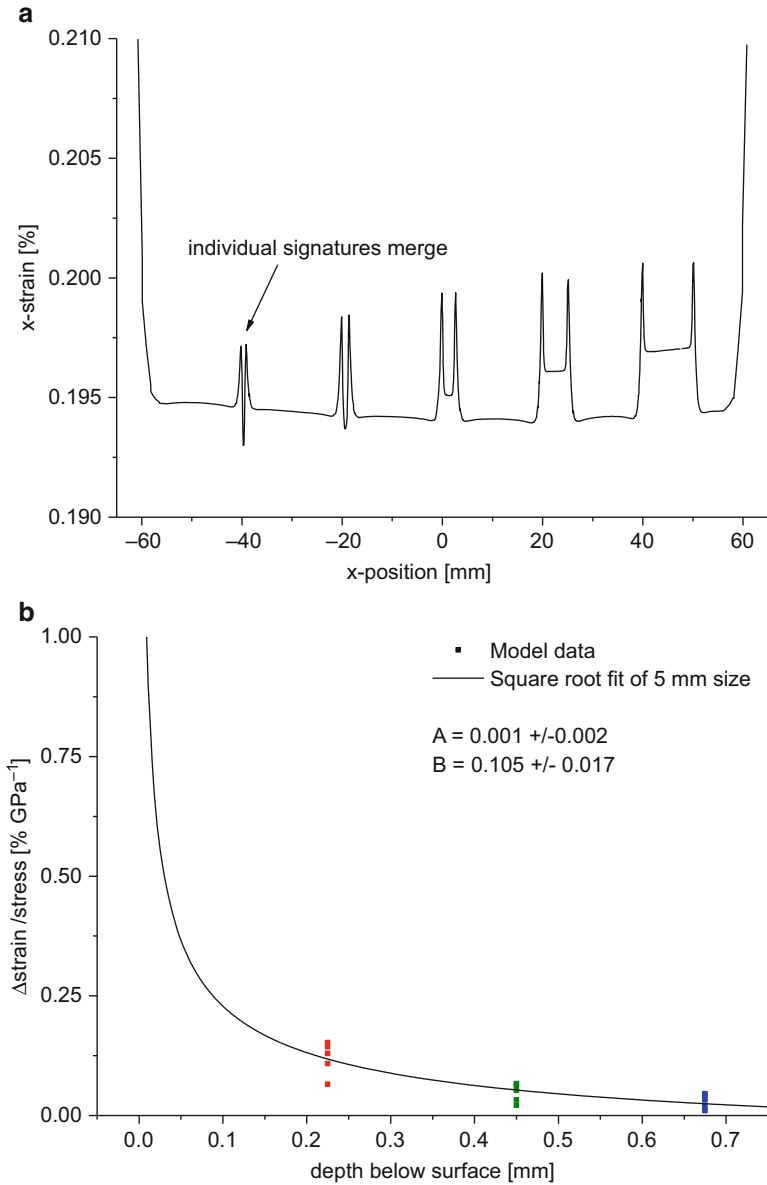 a
0.210
0.205
0.200
0.195
0.190
x-strain [%]
individual signatures merge
–60
–40
–20
0
20
40
60
x-position [mm]
b
1.00
0.75
0.50
0.25
0.00
Δstrain /stress [% GPa⁻¹]
Model data
Square root fit of 5 mm size
A = 0.001 +/-0.002
B = 0.105 +/- 0.017
0.0
0.1
0.2
0.3
0.4
0.5
0.6
0.7
depth below surface [mm]